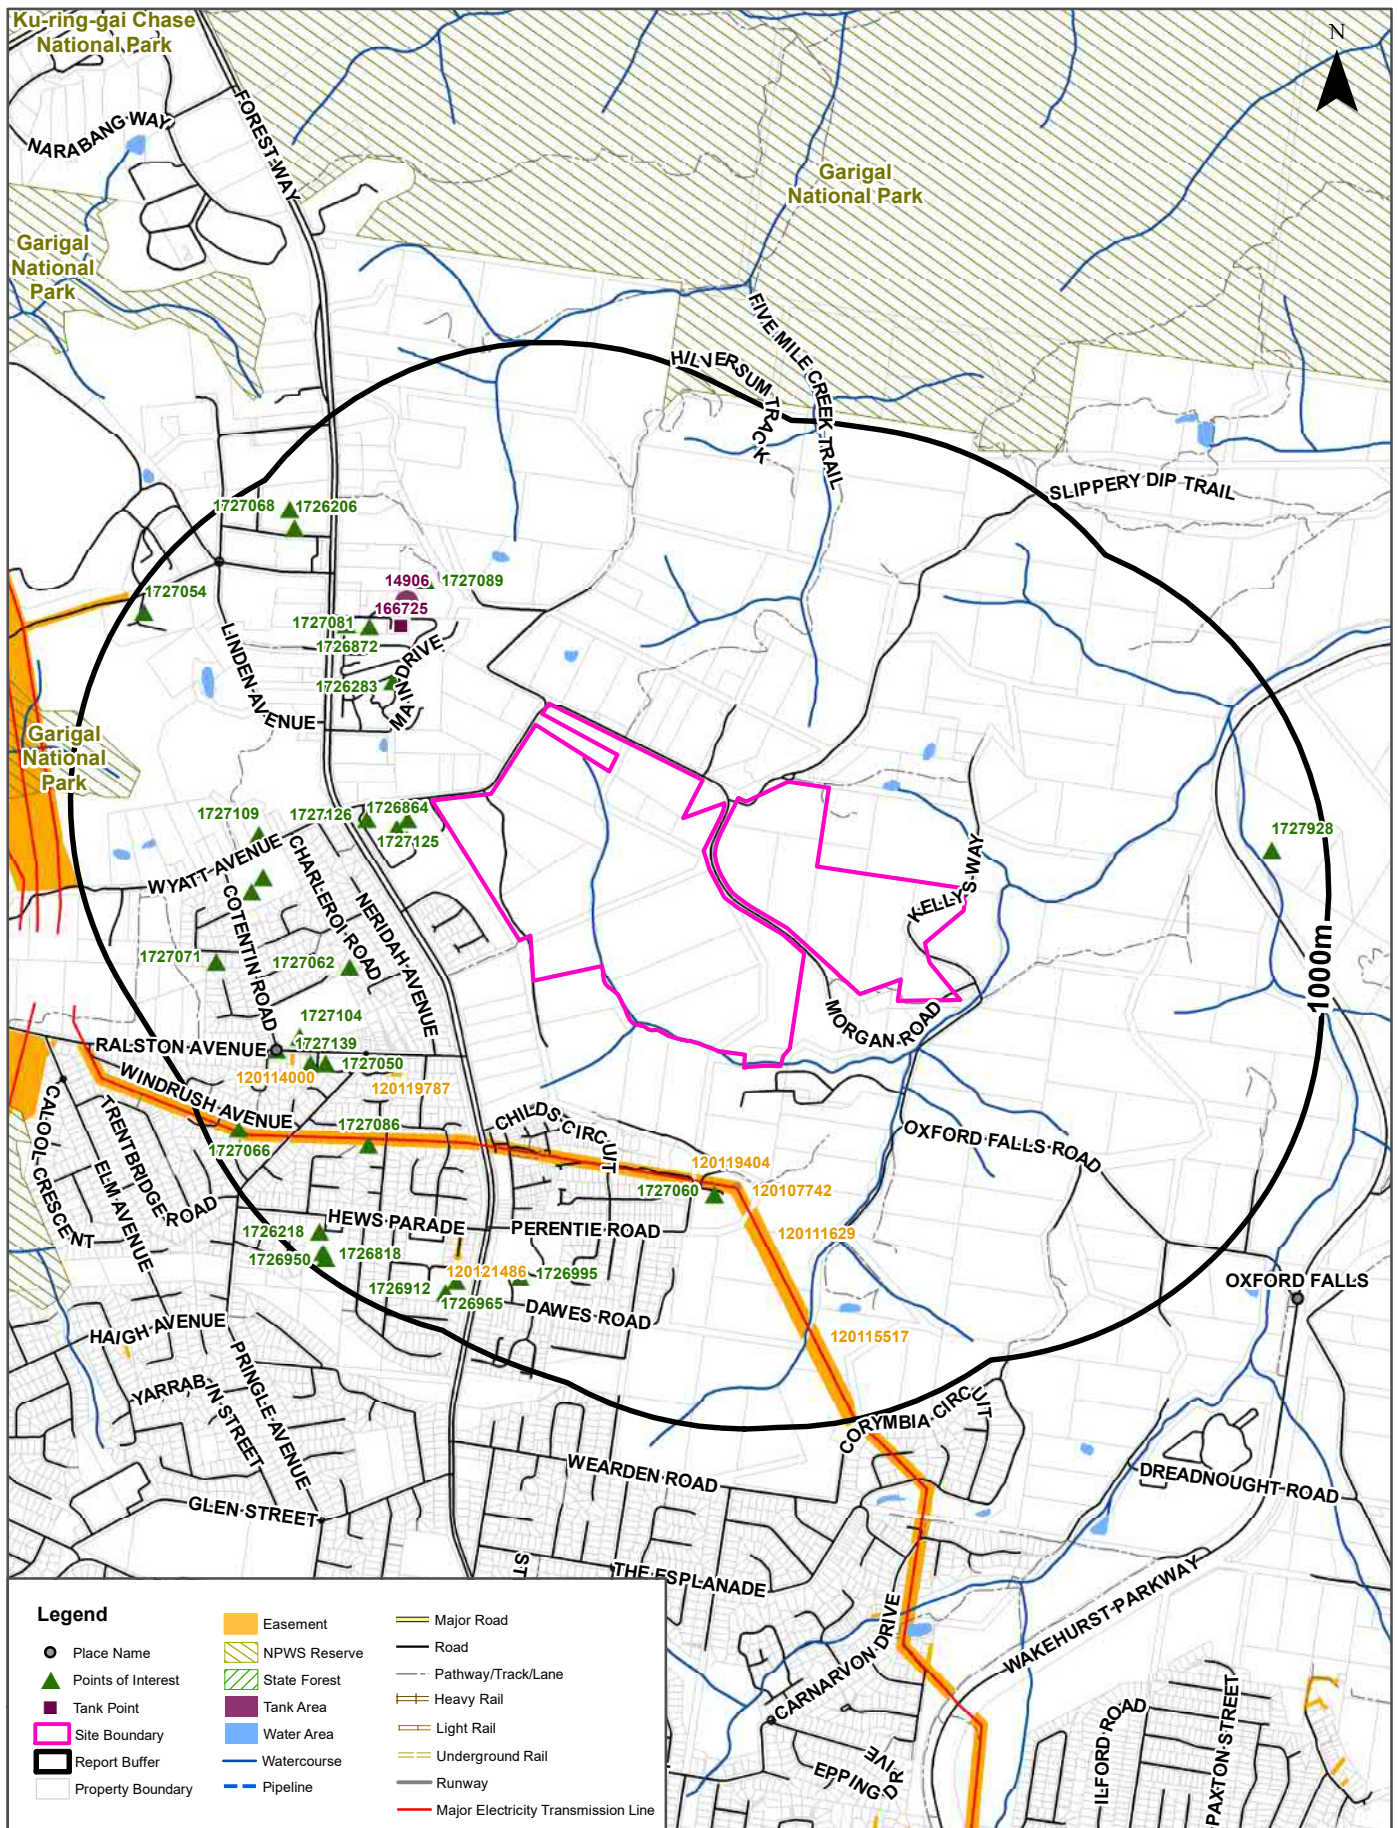 Ku-ring-gai Chase
National Park
N
NARABANG WAY
FOREST WAY
Garigal
National Park
Garigal
National
Park
FIVE MILE CREEK TRAIL
HILVERSUM TRACK
SLIPPERY DIP TRAIL
1727068
1726206
14906
1727089
1727054
166725
1727081
1726872
LINDEN AVENUE
1726283
MANI DRIVE
Garigal
National
Park
1727109
1727126
1726864
1727125
1727928
WYATT AVENUE
CHARLEROI ROAD
COTENTIN ROAD
NERIDAH AVENUE
KELLYS WAY
1727071
1727062
1000m
MORGAN ROAD
1727104
RALSTON AVENUE
1727139
1727050
120114000
120119787
WINDRUSH AVENUE
CALOOL CRESCENT
TRENTBRIDGE ROAD
ELM AVENUE
1727086
1727066
CHILDS CIRCUIT
OXFORD FALLS ROAD
120119404
1727060
120107742
1726218
HEWS PARADE
PERENTIE ROAD
120111629
1726950
1726818
120121486
1726995
1726912
1726965
DAWES ROAD
OXFORD FALLS
HAIGH AVENUE
120115517
PRINGLE AVENUE
YARRABIN STREET
CORYMBIA CIRCUIT
WEARDEN ROAD
DREADNOUGHT ROAD
GLEN STREET
ST
THE ESPLANADE
WAKEHURST PARKWAY
CARNARVON DRIVE
EPPING DRIVE
ILFORD ROAD
PAXTON STREET
Legend
Place Name
Points of Interest
Tank Point
Site Boundary
Report Buffer
Property Boundary
Easement
NPWS Reserve
State Forest
Tank Area
Water Area
Watercourse
Pipeline
Major Road
Road
Pathway/Track/Lane
Heavy Rail
Light Rail
Underground Rail
Runway
Major Electricity Transmission Line